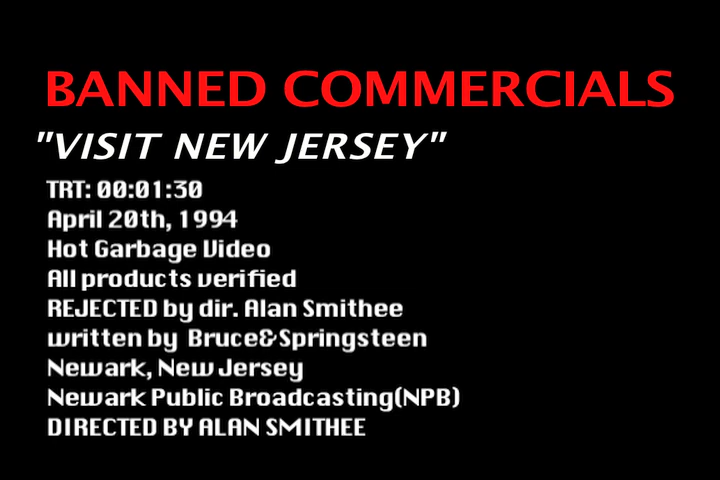 BANNED COMMERCIALS
"VISIT NEW JERSEY"
TRT: 00:01:30
April 20th, 1994
Hot Garbage Video
All products verified
REJECTED by dir. Alan Smithee
written by Bruce&Springsteen
Newark, New Jersey
Newark Public Broadcasting(NPB)
DIRECTED BY ALAN SMITHEE